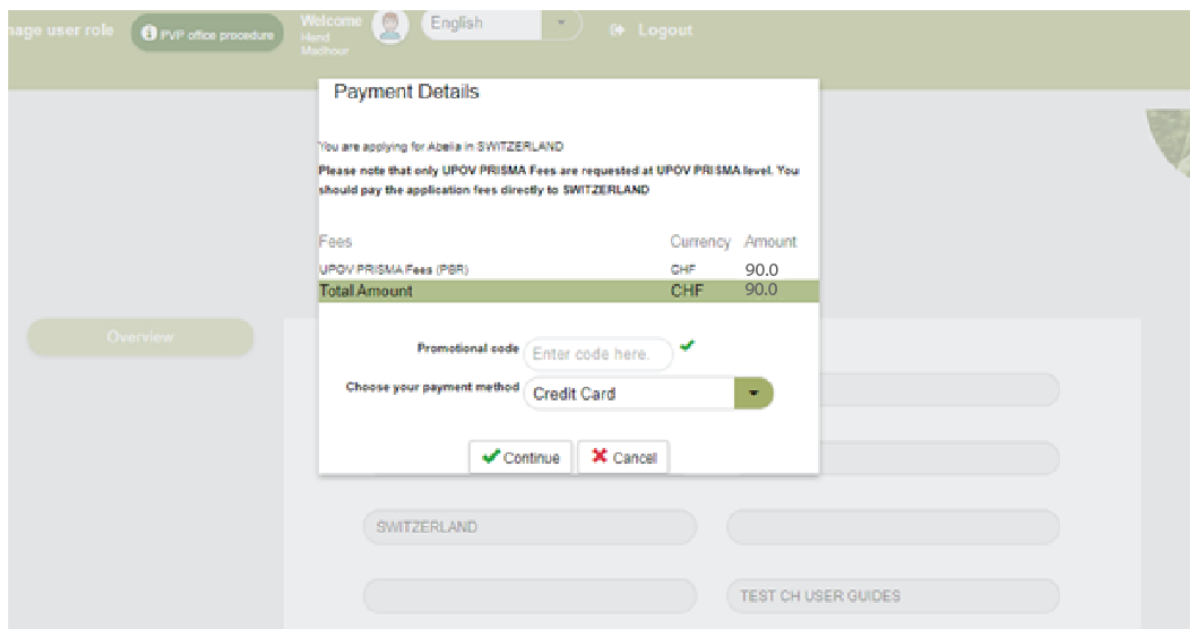 nage user role
PVP office procedure
Welcome
Hend
Madhour
English
Logout
Payment Details
You are applying for Abelia in SWITZERLAND
Please note that only UPOV PRISMA Fees are requested at UPOV PRISMA level. You
should pay the application fees directly to SWITZERLAND
Fees Currency Amount
UPOV PRISMA Fees (PBR) CHF 90.0
Total Amount CHF 90.0
Overview
Promotional code Enter code here.
Choose your payment method Credit Card
Continue Cancel
SWITZERLAND
TEST CH USER GUIDES